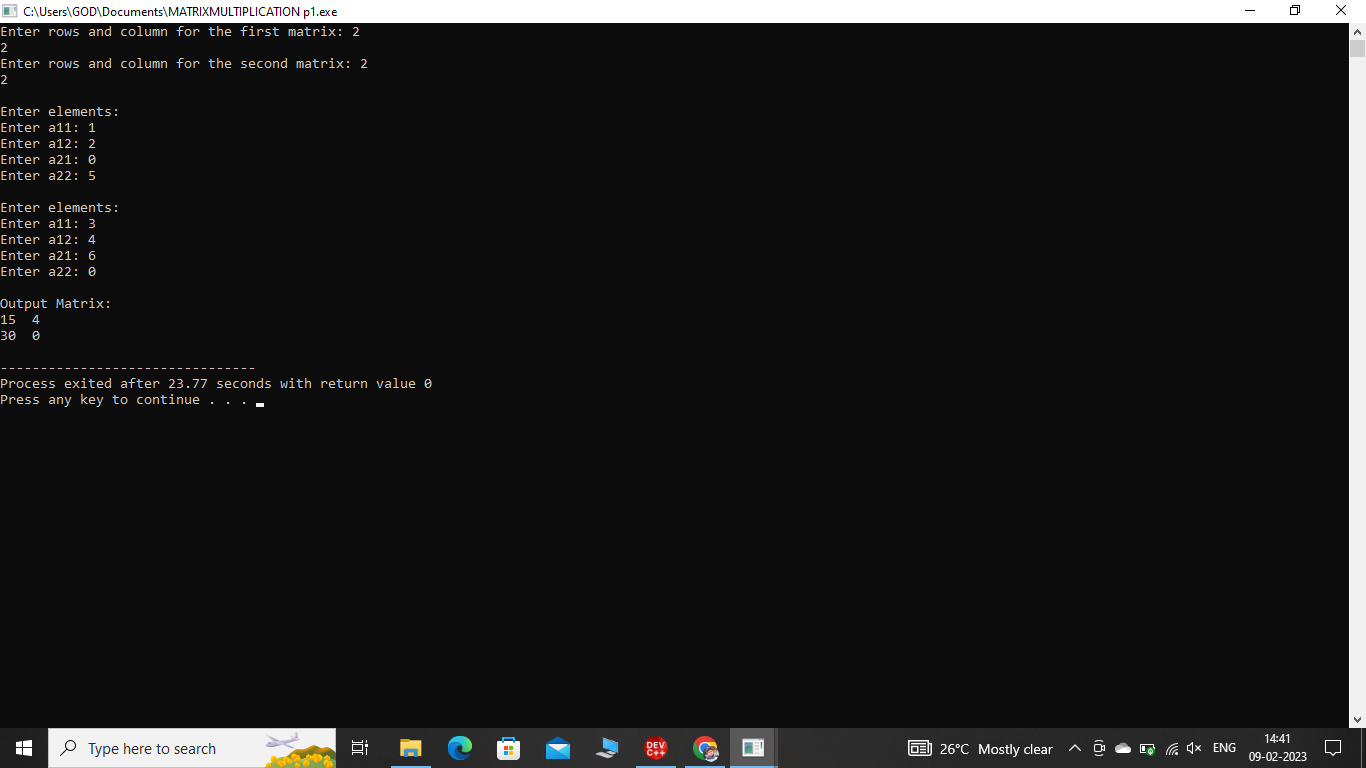 C:\Users\GOD\Documents\MATRIXMULTIPLICATION p1.exe
Enter rows and column for the first matrix: 2
2
Enter rows and column for the second matrix: 2
2
Enter elements:
Enter a11: 1
Enter a12: 2
Enter a21: 0
Enter a22: 5
Enter elements:
Enter a11: 3
Enter a12: 4
Enter a21: 6
Enter a22: 0
Output Matrix:
15  4
30  0
--------------------------------
Process exited after 23.77 seconds with return value 0
Press any key to continue . . .
Type here to search
DEV C++
26°C Mostly clear
ENG
14:41
09-02-2023